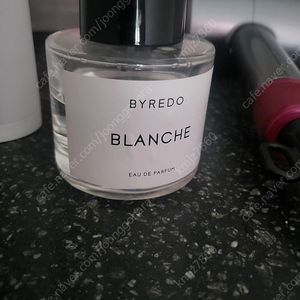 BYREDO
BLANCHE
EAU DE PARFUM